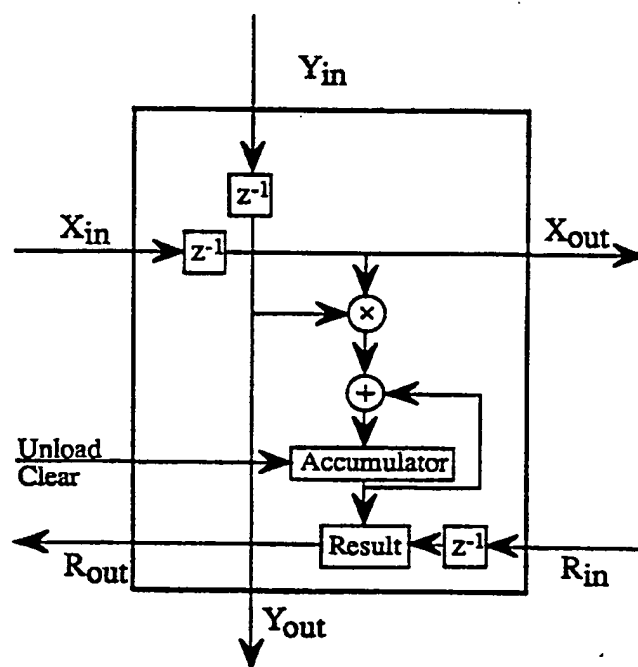 Yin
z-1
Xin
z-1
Xout
×
+
Unload
Clear
Accumulator
Result
z-1
Rout
Rin
Yout